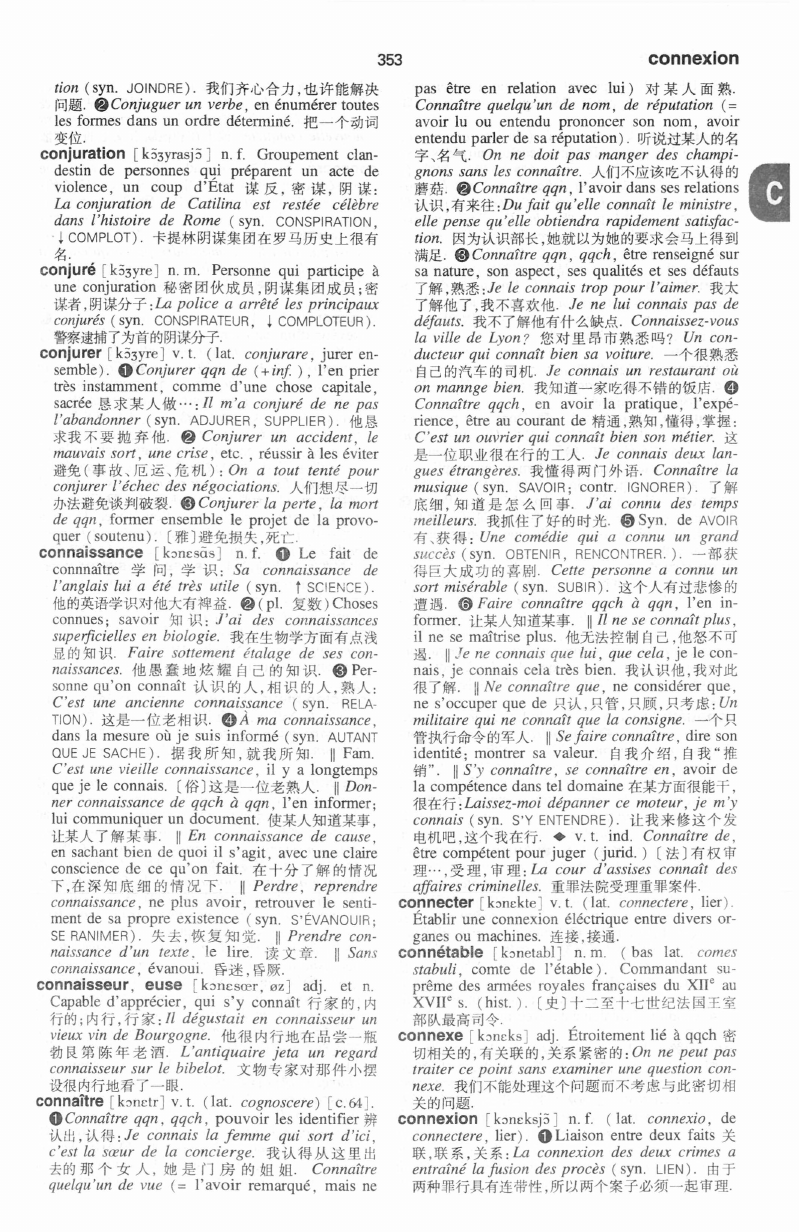 353
connexion
tion (syn. JOINDRE). 我们齐心合力,也许能解决
问题. ❷Conjuguer un verbe, en énumérer toutes
les formes dans un ordre déterminé. 把一个动词
变位.
conjuration [kɔ̃ʒyrasjɔ̃] n. f. Groupement clan-
destin de personnes qui préparent un acte de
violence, un coup d'État 谋反, 密谋, 阴谋:
La conjuration de Catilina est restée célèbre
dans l'histoire de Rome (syn. CONSPIRATION,
↓COMPLOT). 卡提林阴谋集团在罗马历史上很有
名.
conjuré [kɔ̃ʒyre] n. m. Personne qui participe à
une conjuration 秘密团伙成员,阴谋集团成员;密
谋者,阴谋分子:La police a arrêté les principaux
conjurés (syn. CONSPIRATEUR, ↓COMPLOTEUR).
警察逮捕了为首的阴谋分子.
conjurer [kɔ̃ʒyre] v. t. (lat. conjurare, jurer en-
semble). ❶Conjurer qqn de (+inf.), l'en prier
très instamment, comme d'une chose capitale,
sacrée 恳求某人做…: Il m'a conjuré de ne pas
l'abandonner (syn. ADJURER, SUPPLIER). 他恳
求我不要抛弃他. ❷ Conjurer un accident, le
mauvais sort, une crise, etc., réussir à les éviter
避免(事故、厄运、危机): On a tout tenté pour
conjurer l'échec des négociations. 人们想尽一切
办法避免谈判破裂. ❸Conjurer la perte, la mort
de qqn, former ensemble le projet de la provo-
quer (soutenu). [雅]避免损失,死亡.
connaissance [kɔnɛsɑ̃s] n. f. ❶ Le fait de
connnaître 学问, 学识: Sa connaissance de
l'anglais lui a été très utile (syn. ↑SCIENCE).
他的英语学识对他大有裨益. ❷(pl. 复数) Choses
connues; savoir 知识: J'ai des connaissances
superficielles en biologie. 我在生物学方面有点浅
显的知识. Faire sottement étalage de ses con-
naissances. 他愚蠢地炫耀自己的知识. ❸ Per-
sonne qu'on connaît 认识的人,相识的人,熟人:
C'est une ancienne connaissance (syn. RELA-
TION). 这是一位老相识. ❹À ma connaissance,
dans la mesure où je suis informé (syn. AUTANT
QUE JE SACHE). 据我所知,就我所知. ‖ Fam.
C'est une vieille connaissance, il y a longtemps
que je le connais. [俗]这是一位老熟人. ‖ Don-
ner connaissance de qqch à qqn, l'en informer;
lui communiquer un document. 使某人知道某事,
让某人了解某事. ‖ En connaissance de cause,
en sachant bien de quoi il s'agit, avec une claire
conscience de ce qu'on fait. 在十分了解的情况
下,在深知底细的情况下. ‖ Perdre, reprendre
connaissance, ne plus avoir, retrouver le senti-
ment de sa propre existence (syn. S'ÉVANOUIR;
SE RANIMER). 失去,恢复知觉. ‖ Prendre con-
naissance d'un texte, le lire. 读文章. ‖ Sans
connaissance, évanoui. 昏迷,昏厥.
connaisseur, euse [kɔnɛsœr, øz] adj. et n.
Capable d'apprécier, qui s'y connaît 行家的,内
行的;内行,行家:Il dégustait en connaisseur un
vieux vin de Bourgogne. 他很内行地在品尝一瓶
勃艮第陈年老酒. L'antiquaire jeta un regard
connaisseur sur le bibelot. 文物专家对那件小摆
设很内行地看了一眼.
connaître [kɔnɛtr] v. t. (lat. cognoscere) [c. 64].
❶Connaître qqn, qqch, pouvoir les identifier 辨
认出,认得:Je connais la femme qui sort d'ici,
c'est la sœur de la concierge. 我认得从这里出
去的那个女人, 她是门房的姐姐. Connaître
quelqu'un de vue (= l'avoir remarqué, mais ne
pas être en relation avec lui) 对某人面熟.
Connaître quelqu'un de nom, de réputation (=
avoir lu ou entendu prononcer son nom, avoir
entendu parler de sa réputation). 听说过某人的名
字、名气. On ne doit pas manger des champi-
gnons sans les connaître. 人们不应该吃不认得的
蘑菇. ❷Connaître qqn, l'avoir dans ses relations
认识,有来往:Du fait qu'elle connaît le ministre,
elle pense qu'elle obtiendra rapidement satisfac-
tion. 因为认识部长,她就以为她的要求会马上得到
满足. ❸Connaître qqn, qqch, être renseigné sur
sa nature, son aspect, ses qualités et ses défauts
了解,熟悉:Je le connais trop pour l'aimer. 我太
了解他了,我不喜欢他. Je ne lui connais pas de
défauts. 我不了解他有什么缺点. Connaissez-vous
la ville de Lyon? 您对里昂市熟悉吗? Un con-
ducteur qui connaît bien sa voiture. 一个很熟悉
自己的汽车的司机. Je connais un restaurant où
on mannge bien. 我知道一家吃得不错的饭店. ❹
Connaître qqch, en avoir la pratique, l'expé-
rience, être au courant de 精通,熟知,懂得,掌握:
C'est un ouvrier qui connaît bien son métier. 这
是一位职业很在行的工人. Je connais deux lan-
gues étrangères. 我懂得两门外语. Connaître la
musique (syn. SAVOIR; contr. IGNORER). 了解
底细, 知道是怎么回事. J'ai connu des temps
meilleurs. 我抓住了好的时光. ❺Syn. de AVOIR
有、获得: Une comédie qui a connu un grand
succès (syn. OBTENIR, RENCONTRER.). 一部获
得巨大成功的喜剧. Cette personne a connu un
sort misérable (syn. SUBIR). 这个人有过悲惨的
遭遇. ❻ Faire connaître qqch à qqn, l'en in-
former. 让某人知道某事. ‖ Il ne se connaît plus,
il ne se maîtrise plus. 他无法控制自己,他怒不可
遏. ‖ Je ne connais que lui, que cela, je le con-
nais, je connais cela très bien. 我认识他,我对此
很了解. ‖ Ne connaître que, ne considérer que,
ne s'occuper que de 只认,只管,只顾,只考虑:Un
militaire qui ne connaît que la consigne. 一个只
管执行命令的军人. ‖ Se faire connaître, dire son
identité; montrer sa valeur. 自我介绍, 自我“推
销”. ‖ S'y connaître, se connaître en, avoir de
la compétence dans tel domaine 在某方面很能干,
很在行:Laissez-moi dépanner ce moteur, je m'y
connais (syn. S'Y ENTENDRE). 让我来修这个发
电机吧,这个我在行. ◆ v. t. ind. Connaître de,
être compétent pour juger (jurid.) [法]有权审
理…,受理,审理:La cour d'assises connaît des
affaires criminelles. 重罪法院受理重罪案件.
connecter [kɔnɛkte] v. t. (lat. connectere, lier).
Établir une connexion éléctrique entre divers or-
ganes ou machines. 连接,接通.
connétable [kɔnetabl] n. m. (bas lat. comes
stabuli, comte de l'étable). Commandant su-
prême des armées royales françaises du XIIᵉ au
XVIIᵉ s. (hist.). [史]十二至十七世纪法国王室
部队最高司令.
connexe [kɔnɛks] adj. Étroitement lié à qqch 密
切相关的,有关联的,关系紧密的:On ne peut pas
traiter ce point sans examiner une question con-
nexe. 我们不能处理这个问题而不考虑与此密切相
关的问题.
connexion [kɔnɛksjɔ̃] n. f. (lat. connexio, de
connectere, lier). ❶Liaison entre deux faits 关
联,联系,关系:La connexion des deux crimes a
entraîné la fusion des procès (syn. LIEN). 由于
两种罪行具有连带性,所以两个案子必须一起审理.
C